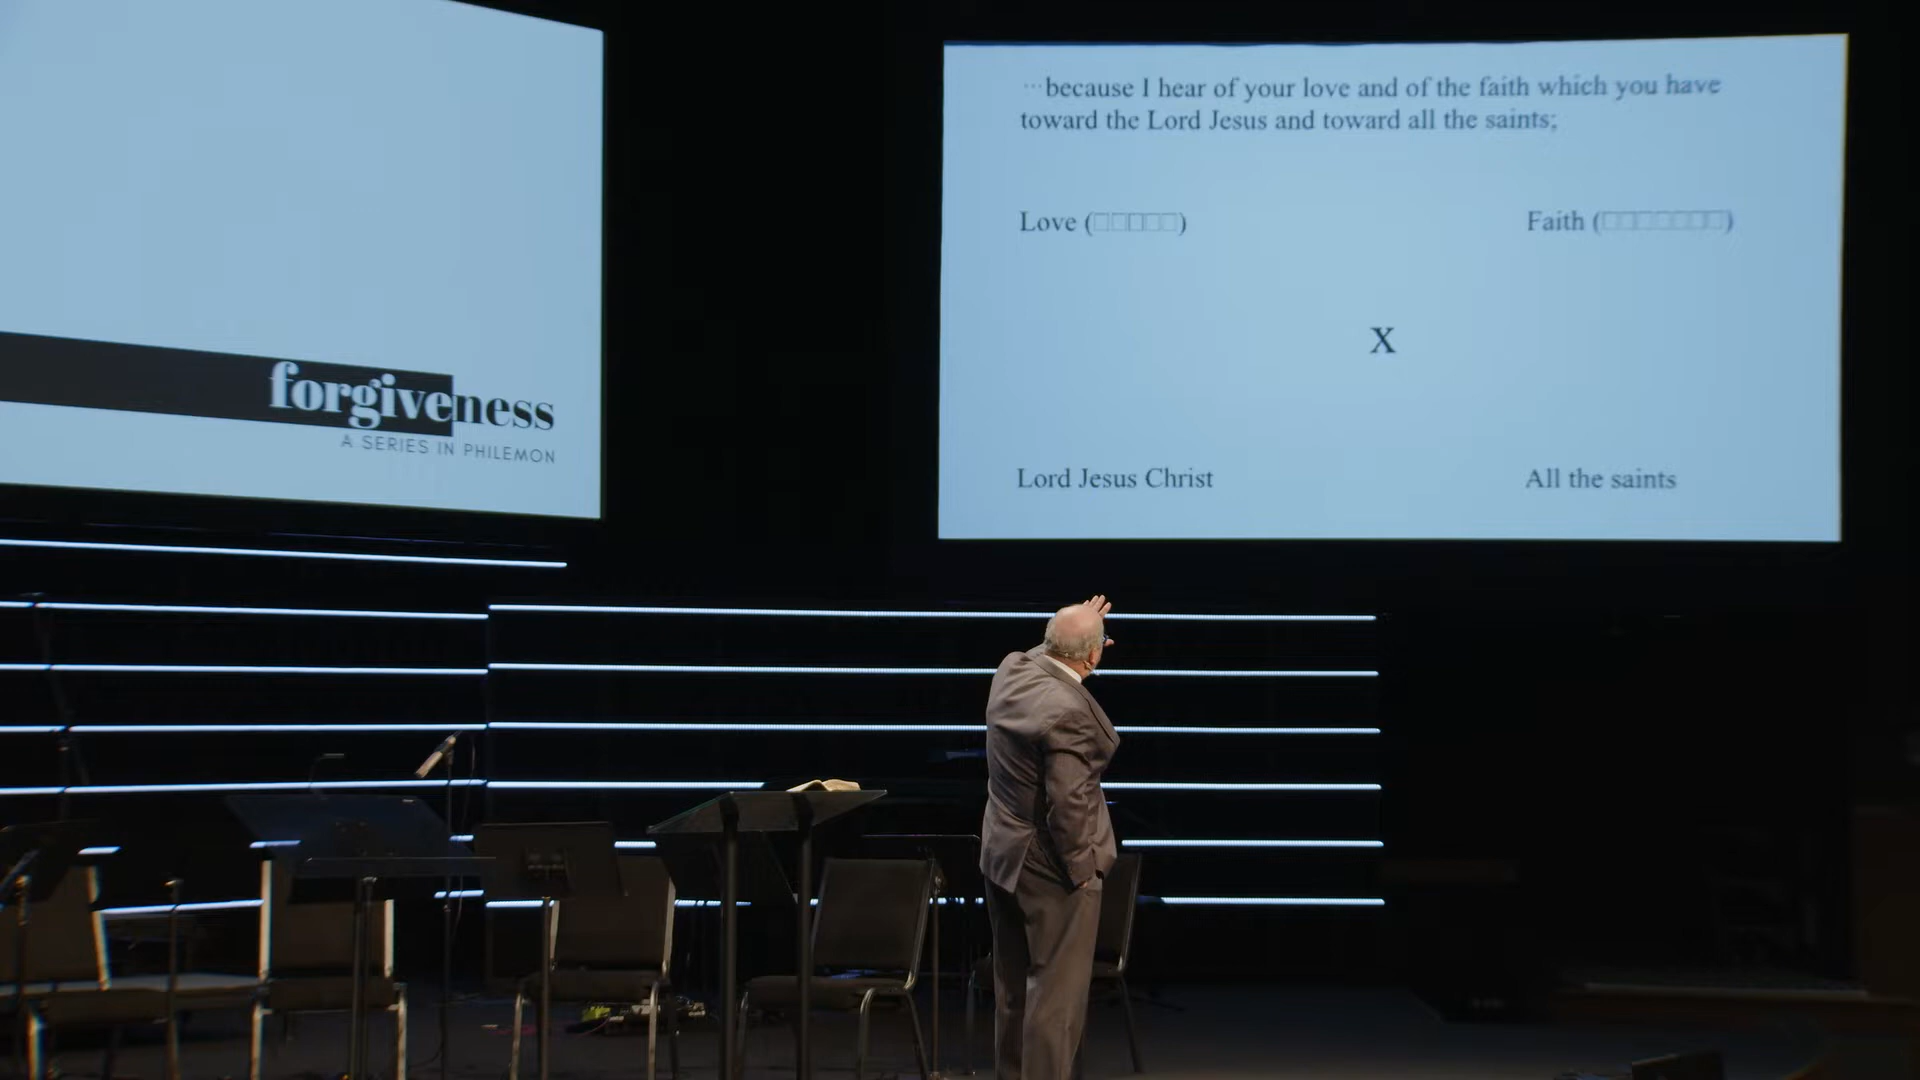 forgiveness
A SERIES IN PHILEMON
…because I hear of your love and of the faith which you have
toward the Lord Jesus and toward all the saints;
Love (□□□□□)
Faith (□□□□□□□)
X
Lord Jesus Christ
All the saints